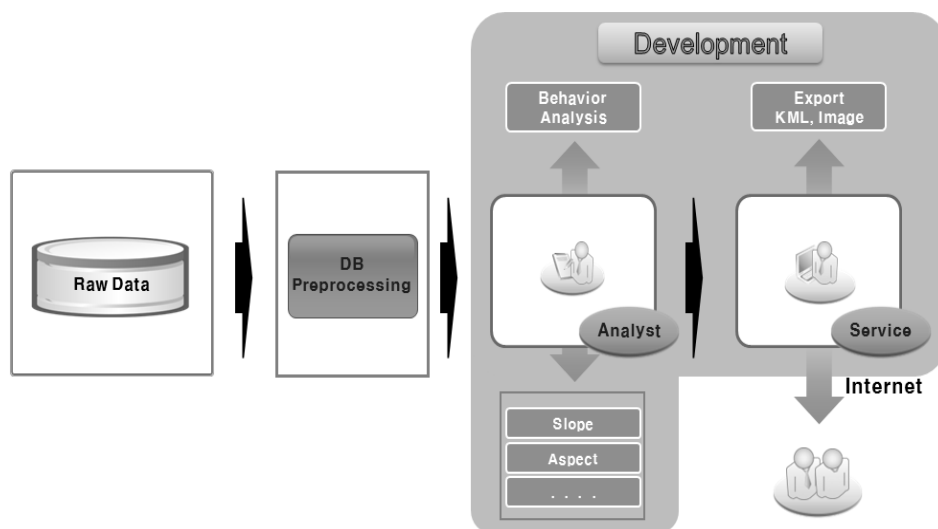 Development
Behavior
Analysis
Export
KML, Image
Raw Data
DB
Preprocessing
Analyst
Service
Internet
Slope
Aspect
. . . .